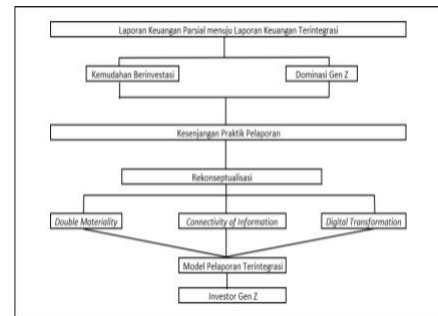 Laporan Keuangan Parsial menuju Laporan Keuangan Terintegrasi
Kemudahan Berinvestasi
Dominasi Gen Z
Kesenjangan Praktik Pelaporan
Rekonseptualisasi
Double Materiality
Connectivity of Information
Digital Transformation
Model Pelaporan Terintegrasi
Investor Gen Z